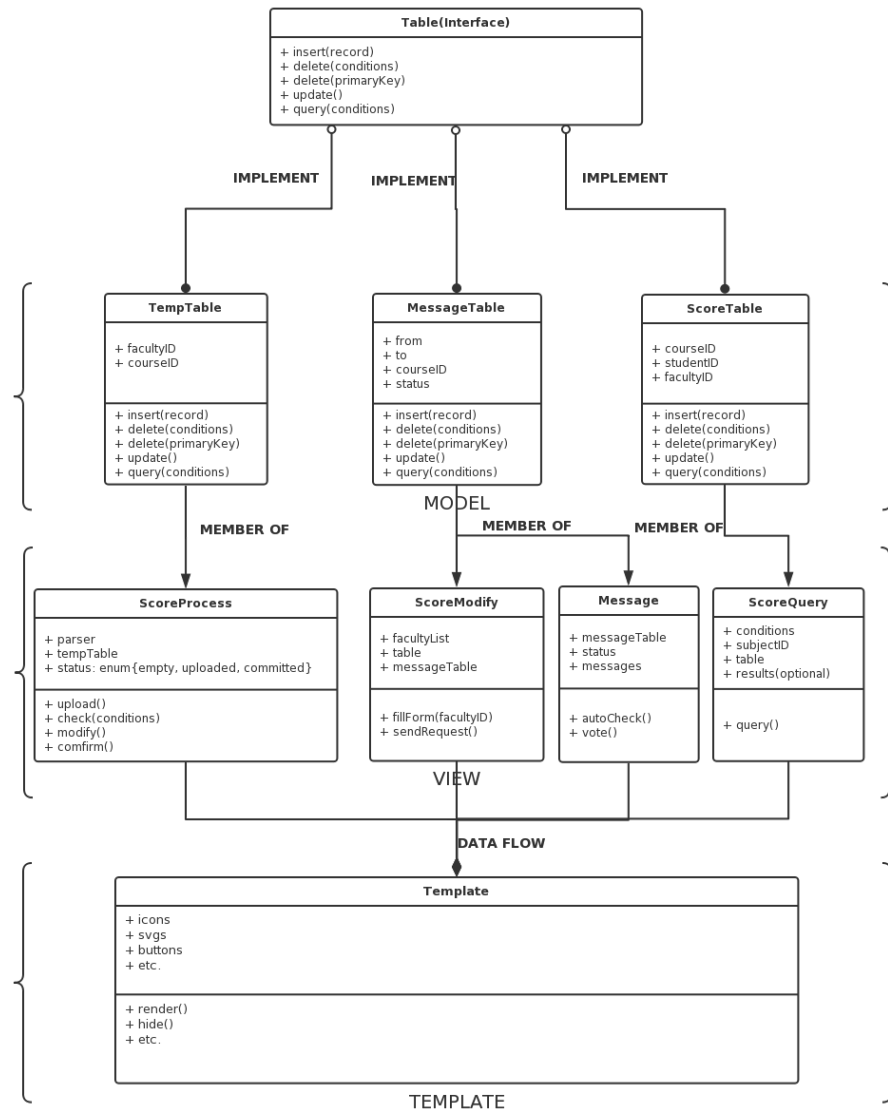 Table(Interface)
+ insert(record)
+ delete(conditions)
+ delete(primaryKey)
+ update()
+ query(conditions)
IMPLEMENT
IMPLEMENT
IMPLEMENT
TempTable
+ facultyID
+ courseID
+ insert(record)
+ delete(conditions)
+ delete(primaryKey)
+ update()
+ query(conditions)
MessageTable
+ from
+ to
+ courseID
+ status
+ insert(record)
+ delete(conditions)
+ delete(primaryKey)
+ update()
+ query(conditions)
ScoreTable
+ courseID
+ studentID
+ facultyID
+ insert(record)
+ delete(conditions)
+ delete(primaryKey)
+ update()
+ query(conditions)
MODEL
MEMBER OF
MEMBER OF
MEMBER OF
ScoreProcess
+ parser
+ tempTable
+ status: enum{empty, uploaded, committed}
+ upload()
+ check(conditions)
+ modify()
+ comfirm()
ScoreModify
+ facultyList
+ table
+ messageTable
+ fillForm(facultyID)
+ sendRequest()
Message
+ messageTable
+ status
+ messages
+ autoCheck()
+ vote()
ScoreQuery
+ conditions
+ subjectID
+ table
+ results(optional)
+ query()
VIEW
DATA FLOW
Template
+ icons
+ svgs
+ buttons
+ etc.
+ render()
+ hide()
+ etc.
TEMPLATE